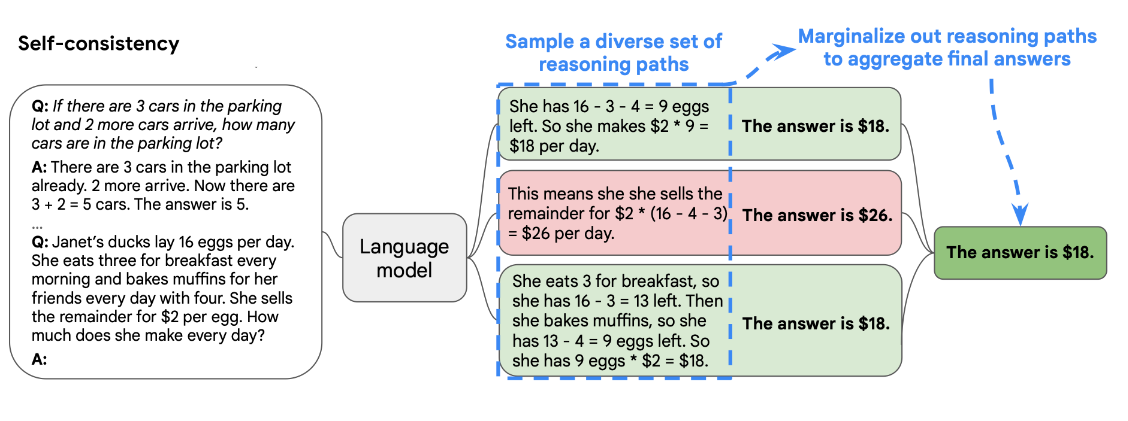 Self-consistency
Q: If there are 3 cars in the parking
lot and 2 more cars arrive, how many
cars are in the parking lot?
A: There are 3 cars in the parking lot
already. 2 more arrive. Now there are
3 + 2 = 5 cars. The answer is 5.
...
Q: Janet's ducks lay 16 eggs per day.
She eats three for breakfast every
morning and bakes muffins for her
friends every day with four. She sells
the remainder for $2 per egg. How
much does she make every day?
A:
Language
model
Sample a diverse set of
reasoning paths
She has 16 - 3 - 4 = 9 eggs
left. So she makes $2 * 9 =
$18 per day.
The answer is $18.
This means she she sells the
remainder for $2 * (16 - 4 - 3)
= $26 per day.
The answer is $26.
She eats 3 for breakfast, so
she has 16 - 3 = 13 left. Then
she bakes muffins, so she
has 13 - 4 = 9 eggs left. So
she has 9 eggs * $2 = $18.
The answer is $18.
Marginalize out reasoning paths
to aggregate final answers
The answer is $18.